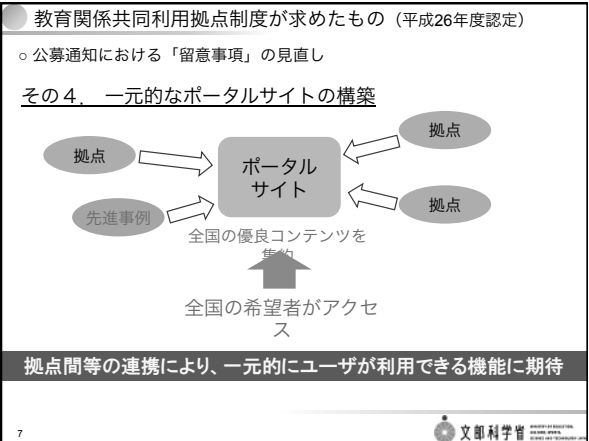 教育関係共同利用拠点制度が求めたもの（平成26年度認定）
○ 公募通知における「留意事項」の見直し
その４． 一元的なポータルサイトの構築
拠点
拠点
ポータル
サイト
先進事例
拠点
全国の優良コンテンツを
集約
全国の希望者がアクセ
ス
拠点間等の連携により、一元的にユーザが利用できる機能に期待
7
文部科学省